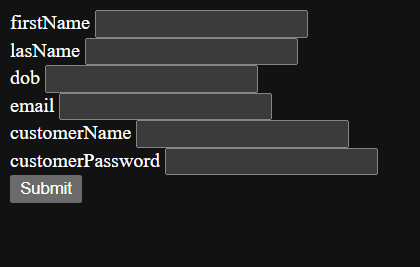 firstName
lasName
dob
email
customerName
customerPassword
Submit